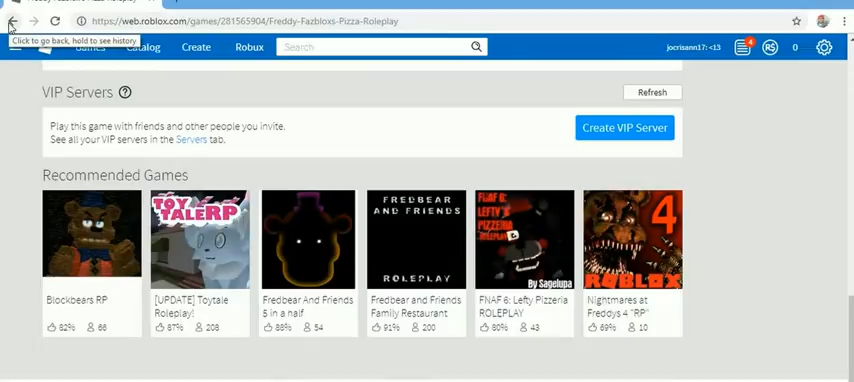 https://web.roblox.com/games/281565904/Freddy-Fazbloxs-Pizza-Roleplay
Click to go back, hold to see history
Games
Catalog
Create
Robux
Search
jocrisann17: <13
4
R$
0
VIP Servers
?
Refresh
Play this game with friends and other people you invite.
See all your VIP servers in the Servers tab.
Create VIP Server
Recommended Games
TOY
TALE RP
FREDBEAR
AND FRIENDS
ROLEPLAY
FNAF 6:
LEFTY'S
PIZZERIA
ROLEPLAY
By Sagelupa
4
ROBLOX
Blockbears RP
82% 66
[UPDATE] Toytale
Roleplay!
87% 208
Fredbear And Friends
5 in a half
88% 54
Fredbear and Friends
Family Restaurant
91% 200
FNAF 6: Lefty Pizzeria
ROLEPLAY
80% 43
Nightmares at
Freddys 4 "RP"
69% 10